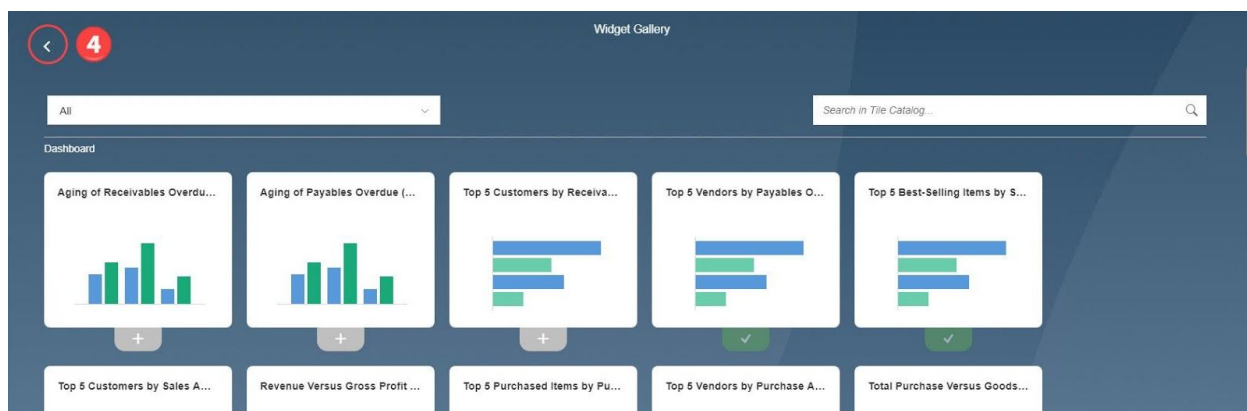 Widget Gallery
4
All
Search in Tile Catalog...
Dashboard
Aging of Receivables Overdu...
Aging of Payables Overdue (...
Top 5 Customers by Receiva...
Top 5 Vendors by Payables O...
Top 5 Best-Selling Items by S...
Top 5 Customers by Sales A...
Revenue Versus Gross Profit ...
Top 5 Purchased Items by Pu...
Top 5 Vendors by Purchase A...
Total Purchase Versus Goods...